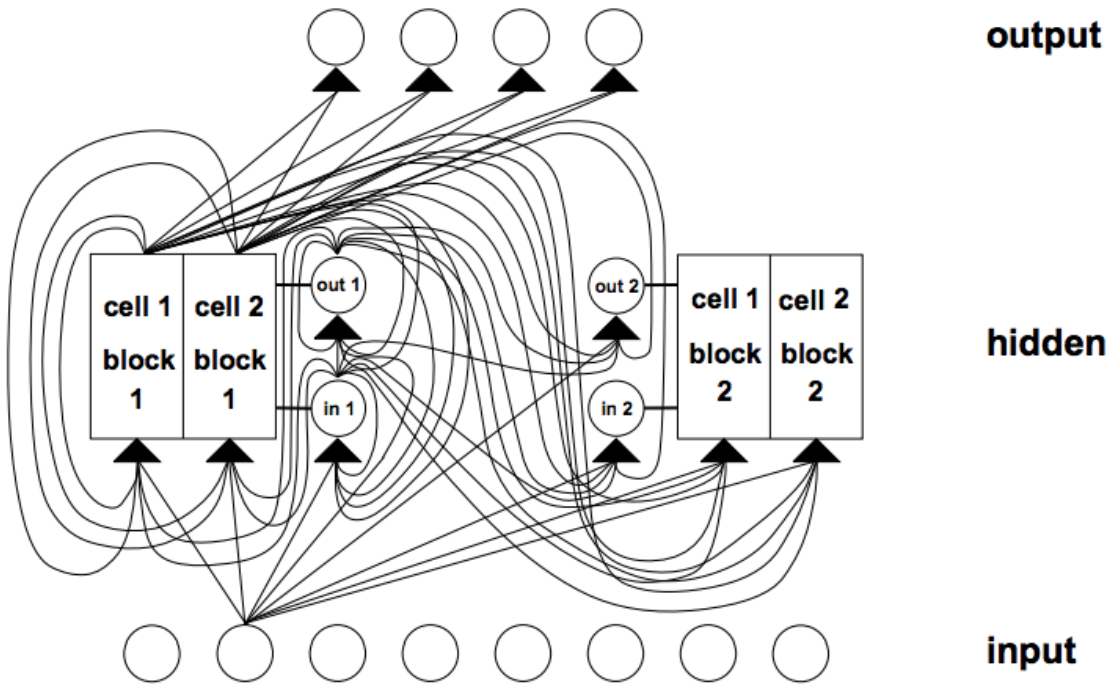 output
cell 1
block
1
cell 2
block
1
out 1
in 1
out 2
in 2
cell 1
block
2
cell 2
block
2
hidden
input